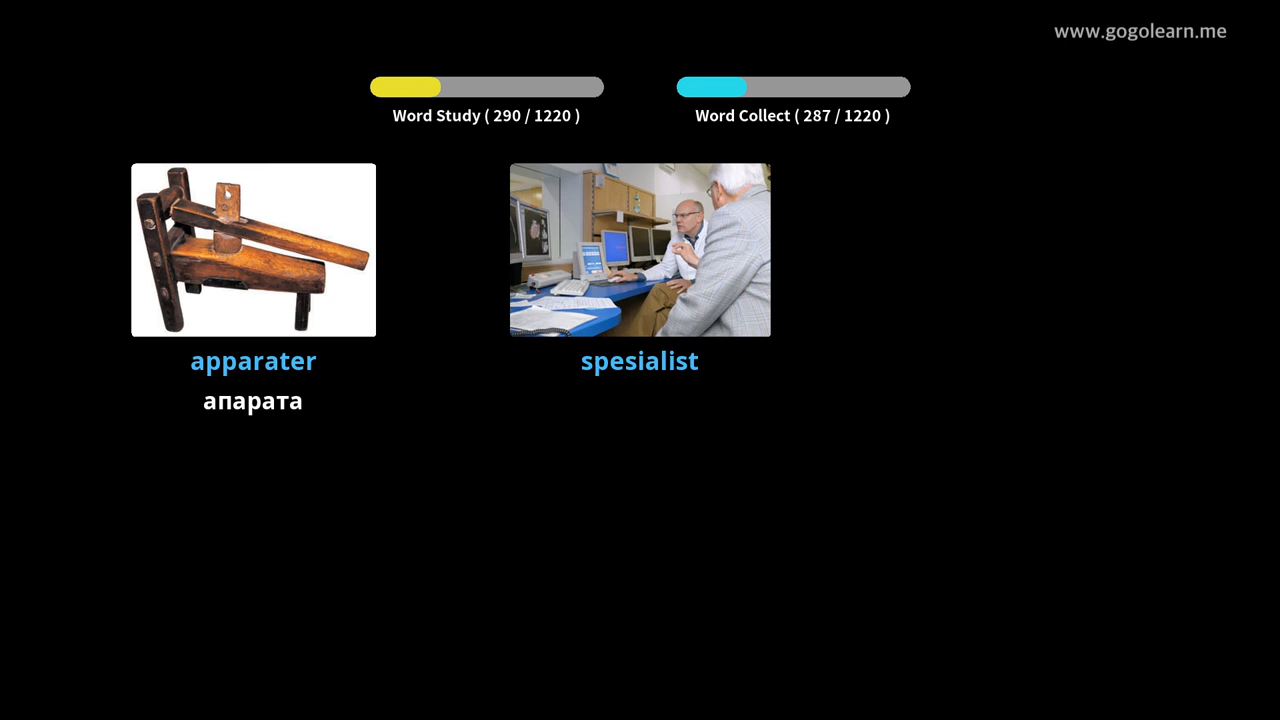 www.gogolearn.me
Word Study ( 290 / 1220 )
Word Collect ( 287 / 1220 )
apparater
spesialist
апарата